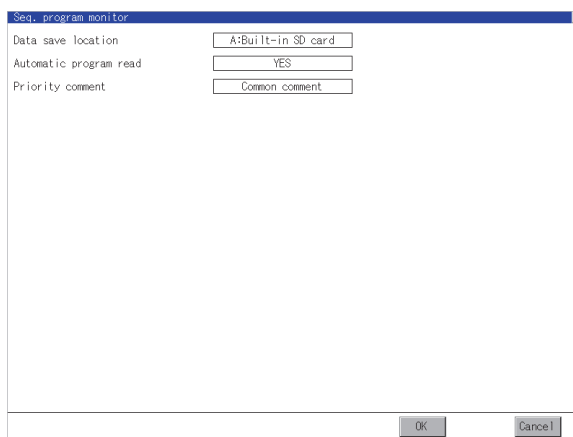 Seq. program monitor
Data save location A:Built-in SD card
Automatic program read YES
Priority comment Common comment
OK Cancel